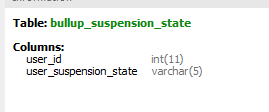 Table: bullup_suspension_state
Columns:
user_id int(11)
user_suspension_state varchar(5)